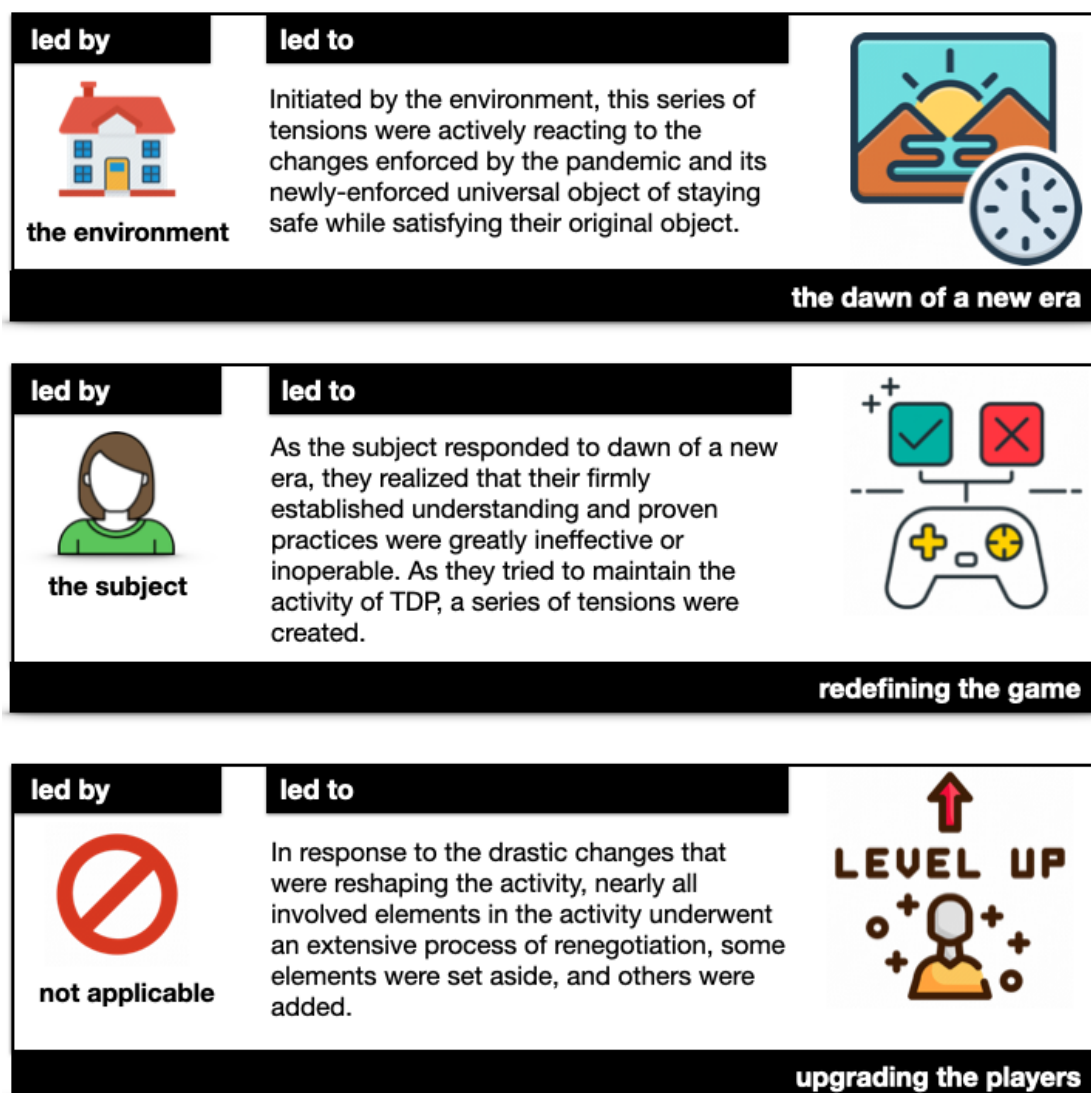 led by
led to
Initiated by the environment, this series of
tensions were actively reacting to the
changes enforced by the pandemic and its
newly-enforced universal object of staying
safe while satisfying their original object.
the environment
the dawn of a new era
led by
led to
As the subject responded to dawn of a new
era, they realized that their firmly
established understanding and proven
practices were greatly ineffective or
inoperable. As they tried to maintain the
activity of TDP, a series of tensions were
created.
the subject
redefining the game
led by
led to
In response to the drastic changes that
were reshaping the activity, nearly all
involved elements in the activity underwent
an extensive process of renegotiation, some
elements were set aside, and others were
added.
not applicable
LEVEL UP
upgrading the players